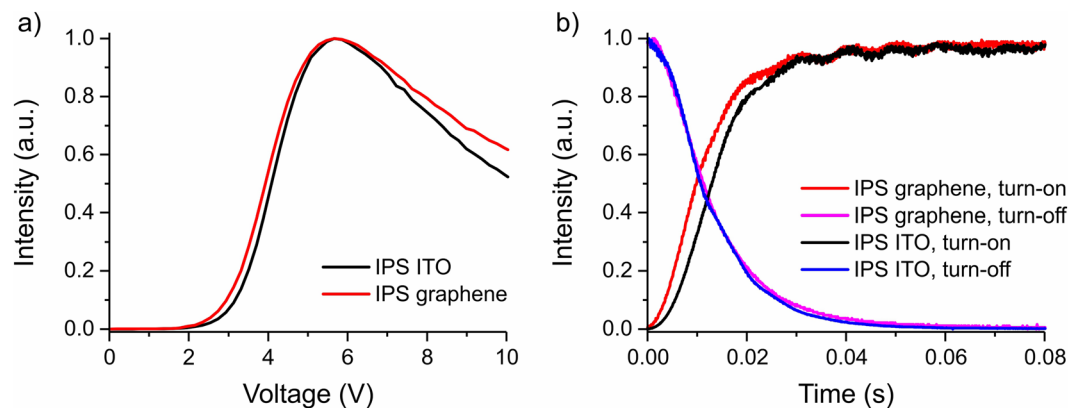 a)
1.0
0.8
0.6
0.4
0.2
0.0
Intensity (a.u.)
IPS ITO
IPS graphene
0 2 4 6 8 10
Voltage (V)
b)
1.0
0.8
0.6
0.4
0.2
0.0
Intensity (a.u.)
IPS graphene, turn-on
IPS graphene, turn-off
IPS ITO, turn-on
IPS ITO, turn-off
0.00 0.02 0.04 0.06 0.08
Time (s)